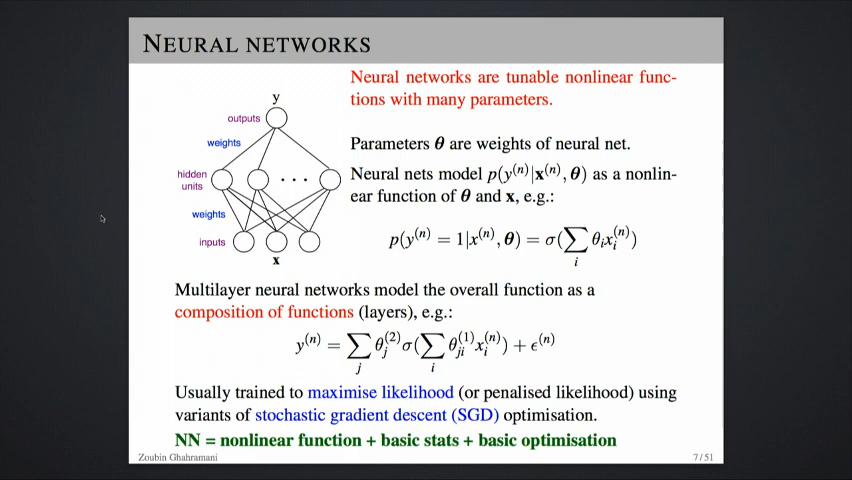 NEURAL NETWORKS
Neural networks are tunable nonlinear func-
tions with many parameters.
y
outputs
weights
hidden
units
· · ·
weights
inputs
x
Parameters θ are weights of neural net.
Neural nets model p(y⁽ⁿ⁾|x⁽ⁿ⁾, θ) as a nonlin-
ear function of θ and x, e.g.:
p(y⁽ⁿ⁾ = 1|x⁽ⁿ⁾, θ) = σ(∑_i θ_i x_i⁽ⁿ⁾)
Multilayer neural networks model the overall function as a
composition of functions (layers), e.g.:
y⁽ⁿ⁾ = ∑_j θ_j⁽²⁾ σ(∑_i θ_ji⁽¹⁾ x_i⁽ⁿ⁾) + ϵ⁽ⁿ⁾
Usually trained to maximise likelihood (or penalised likelihood) using
variants of stochastic gradient descent (SGD) optimisation.
NN = nonlinear function + basic stats + basic optimisation
Zoubin Ghahramani 7 / 51